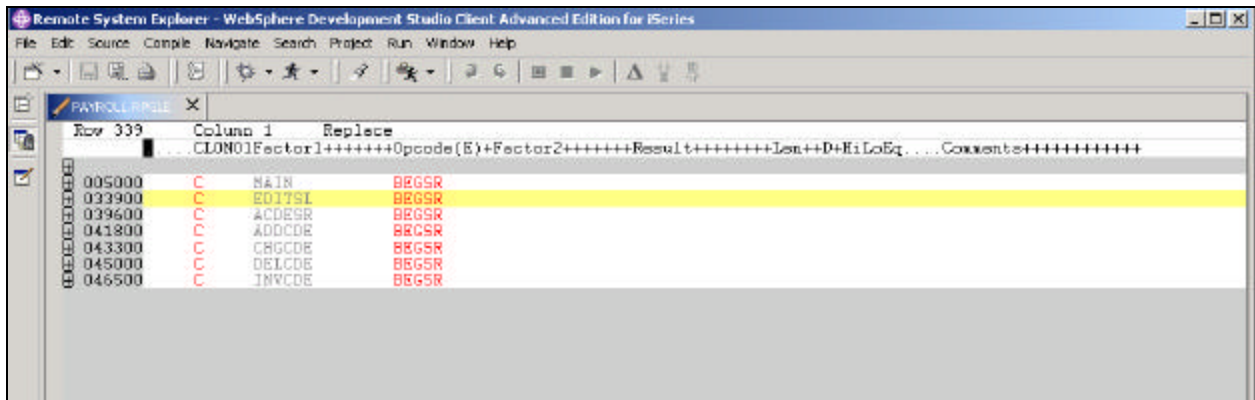 Remote System Explorer - WebSphere Development Studio Client Advanced Edition for iSeries
File Edit Source Compile Navigate Search Project Run Window Help
PAYROLL.RPGLE
Row 339 Column 1 Replace
....CL0N01Factor1+++++++Opcode(E)+Factor2+++++++Result++++++++Len++D+HiLoEq....Comments++++++++++++
005000 C MAIN BEGSR
033900 C EDITSL BEGSR
039600 C ACDESR BEGSR
041800 C ADDCDE BEGSR
043300 C CHGCDE BEGSR
045000 C DELCDE BEGSR
046500 C INVCDE BEGSR